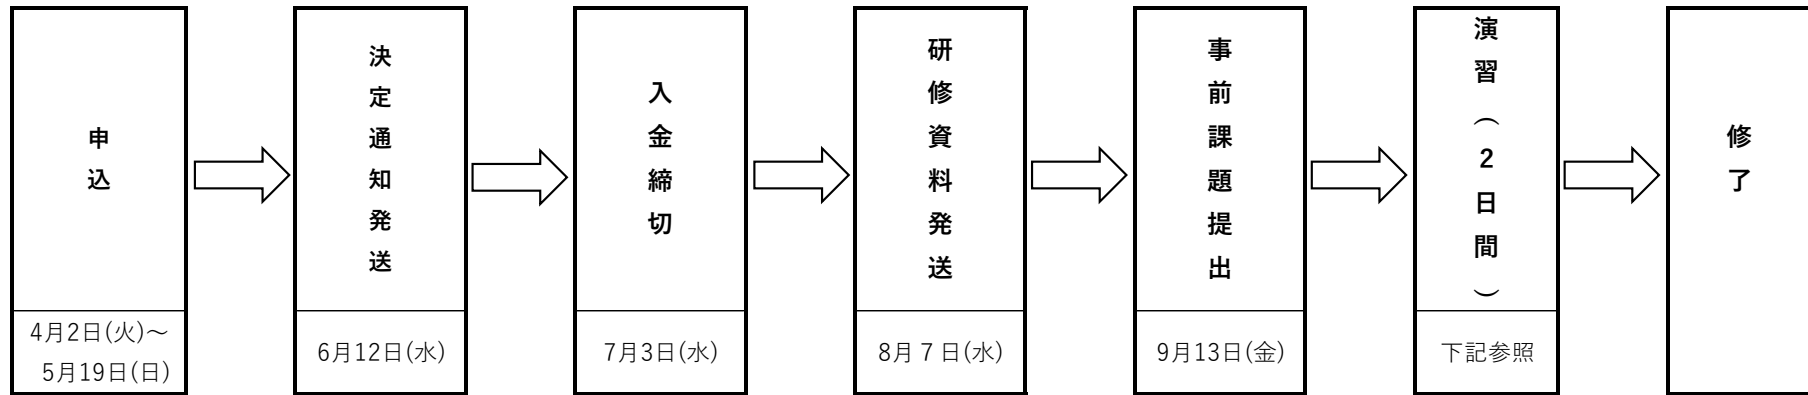 申込
4月2日(火)～
5月19日(日)
決定通知発送
6月12日(水)
入金締切
7月3日(水)
研修資料発送
8月７日(水)
事前課題提出
9月13日(金)
演習（２日間）
下記参照
修了